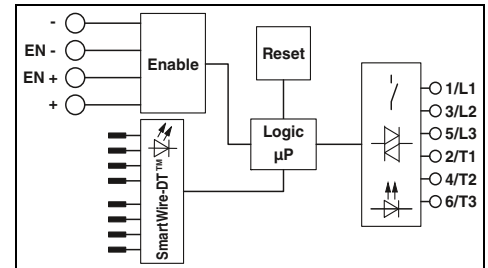 -
EN -
EN +
+
Enable
Reset
Logic
µP
SmartWire-DT™
1/L1
3/L2
5/L3
2/T1
4/T2
6/T3